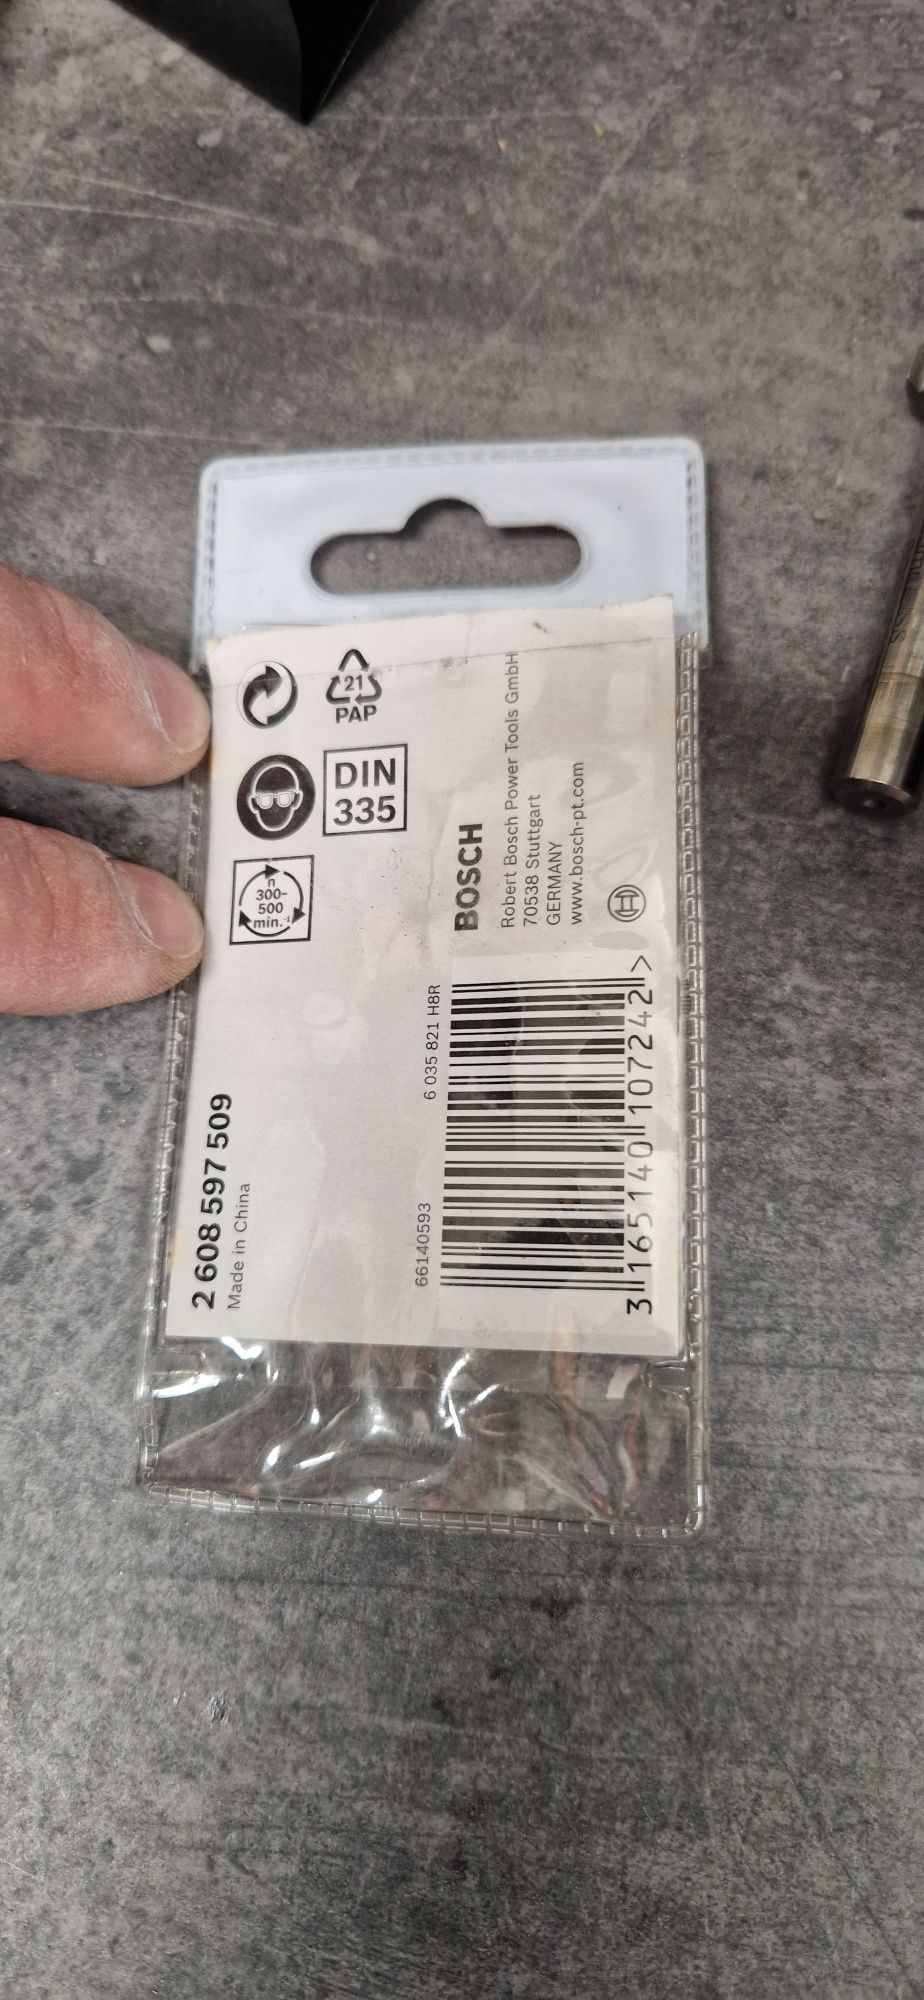 21
PAP
DIN
335
n
300-
500
min.⁻¹
BOSCH
Robert Bosch Power Tools GmbH
70538 Stuttgart
GERMANY
www.bosch-pt.com
2 608 597 509
Made in China
66140593
6 035 821 H8R
3 165140 107242 >